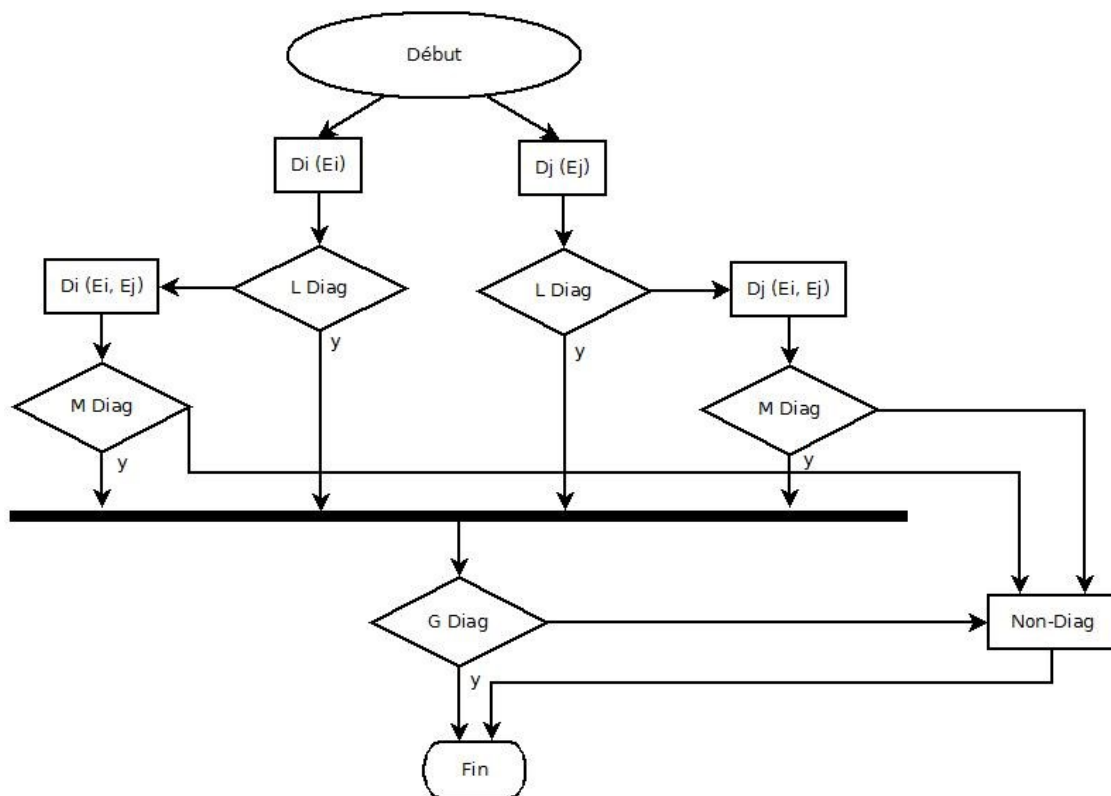 Début
Di (Ei)
Dj (Ej)
Di (Ei, Ej)
L Diag
L Diag
Dj (Ei, Ej)
y
y
M Diag
M Diag
y
y
G Diag
Non-Diag
y
Fin